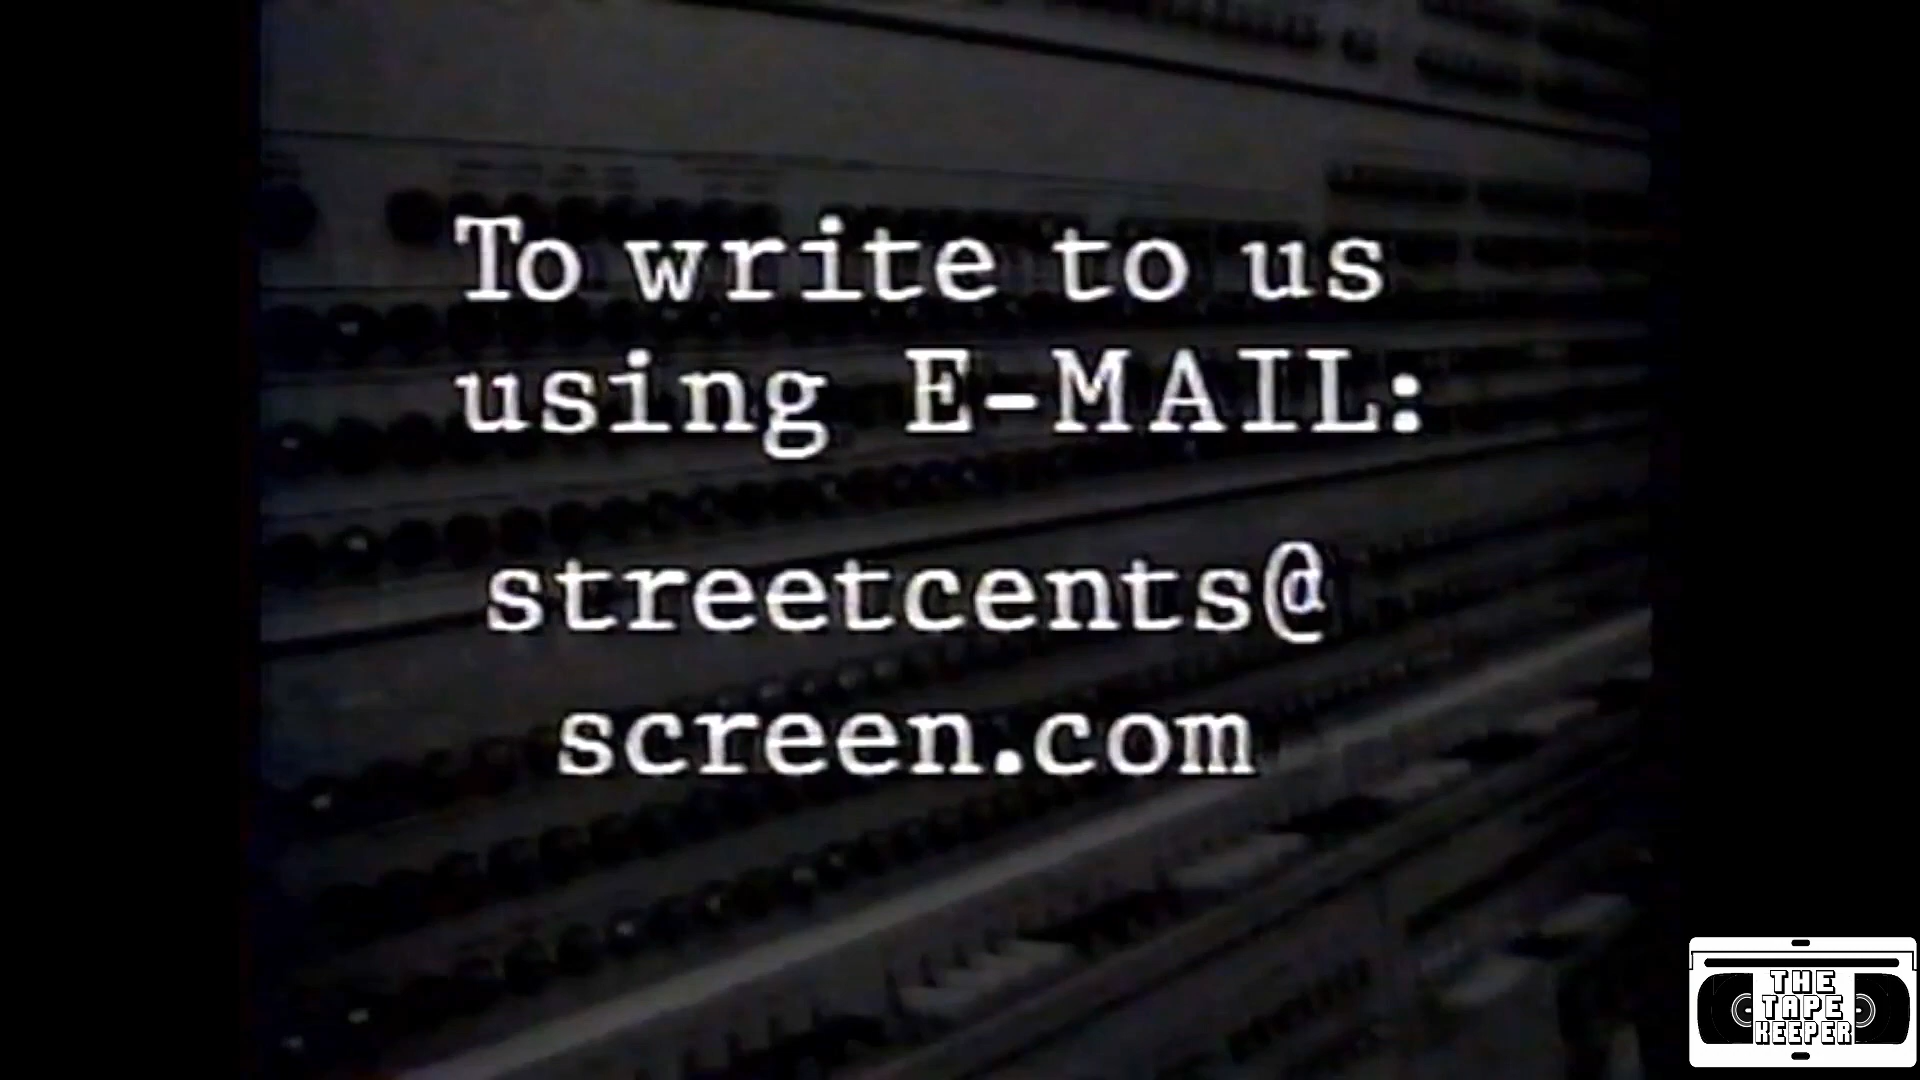 To write to us
using E-MAIL:
streetcents@
screen.com
THE
TAPE
KEEPER